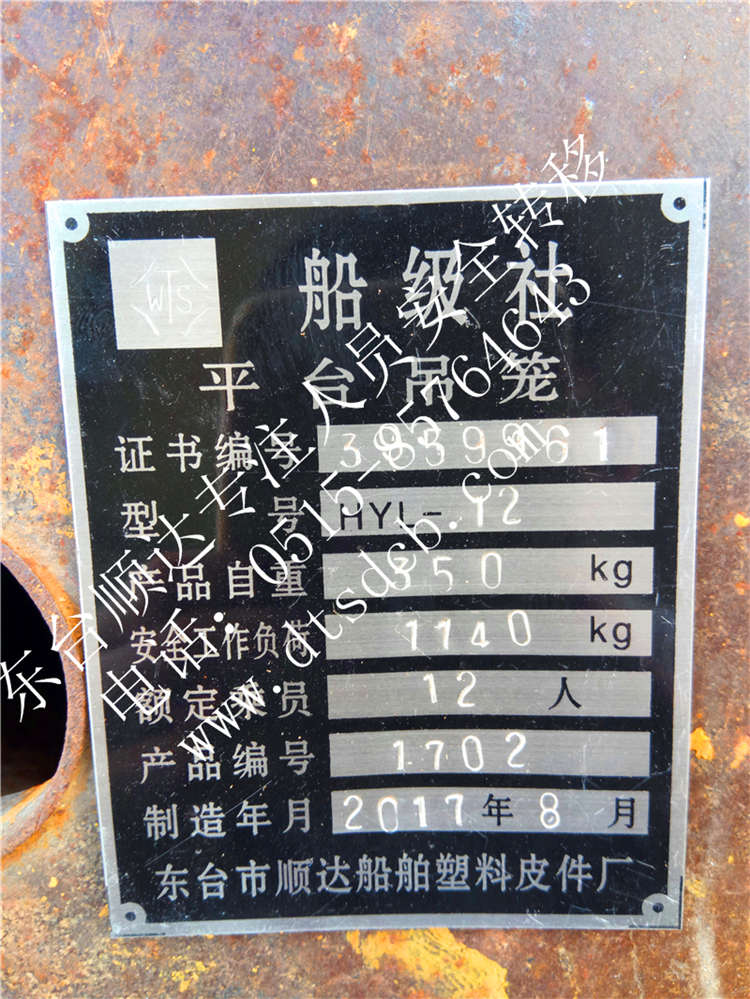 WTS
船级社
平台吊笼
证书编号 3939961
型号 HYL-12
产品自重 350 kg
安全工作负荷 1140 kg
额定乘员 12 人
产品编号 1702
制造年月 2017年8月
东台市顺达船舶塑料皮件厂
东台顺达专注人员安全转移
电话:0515-85764643
www.dtsdcb.com